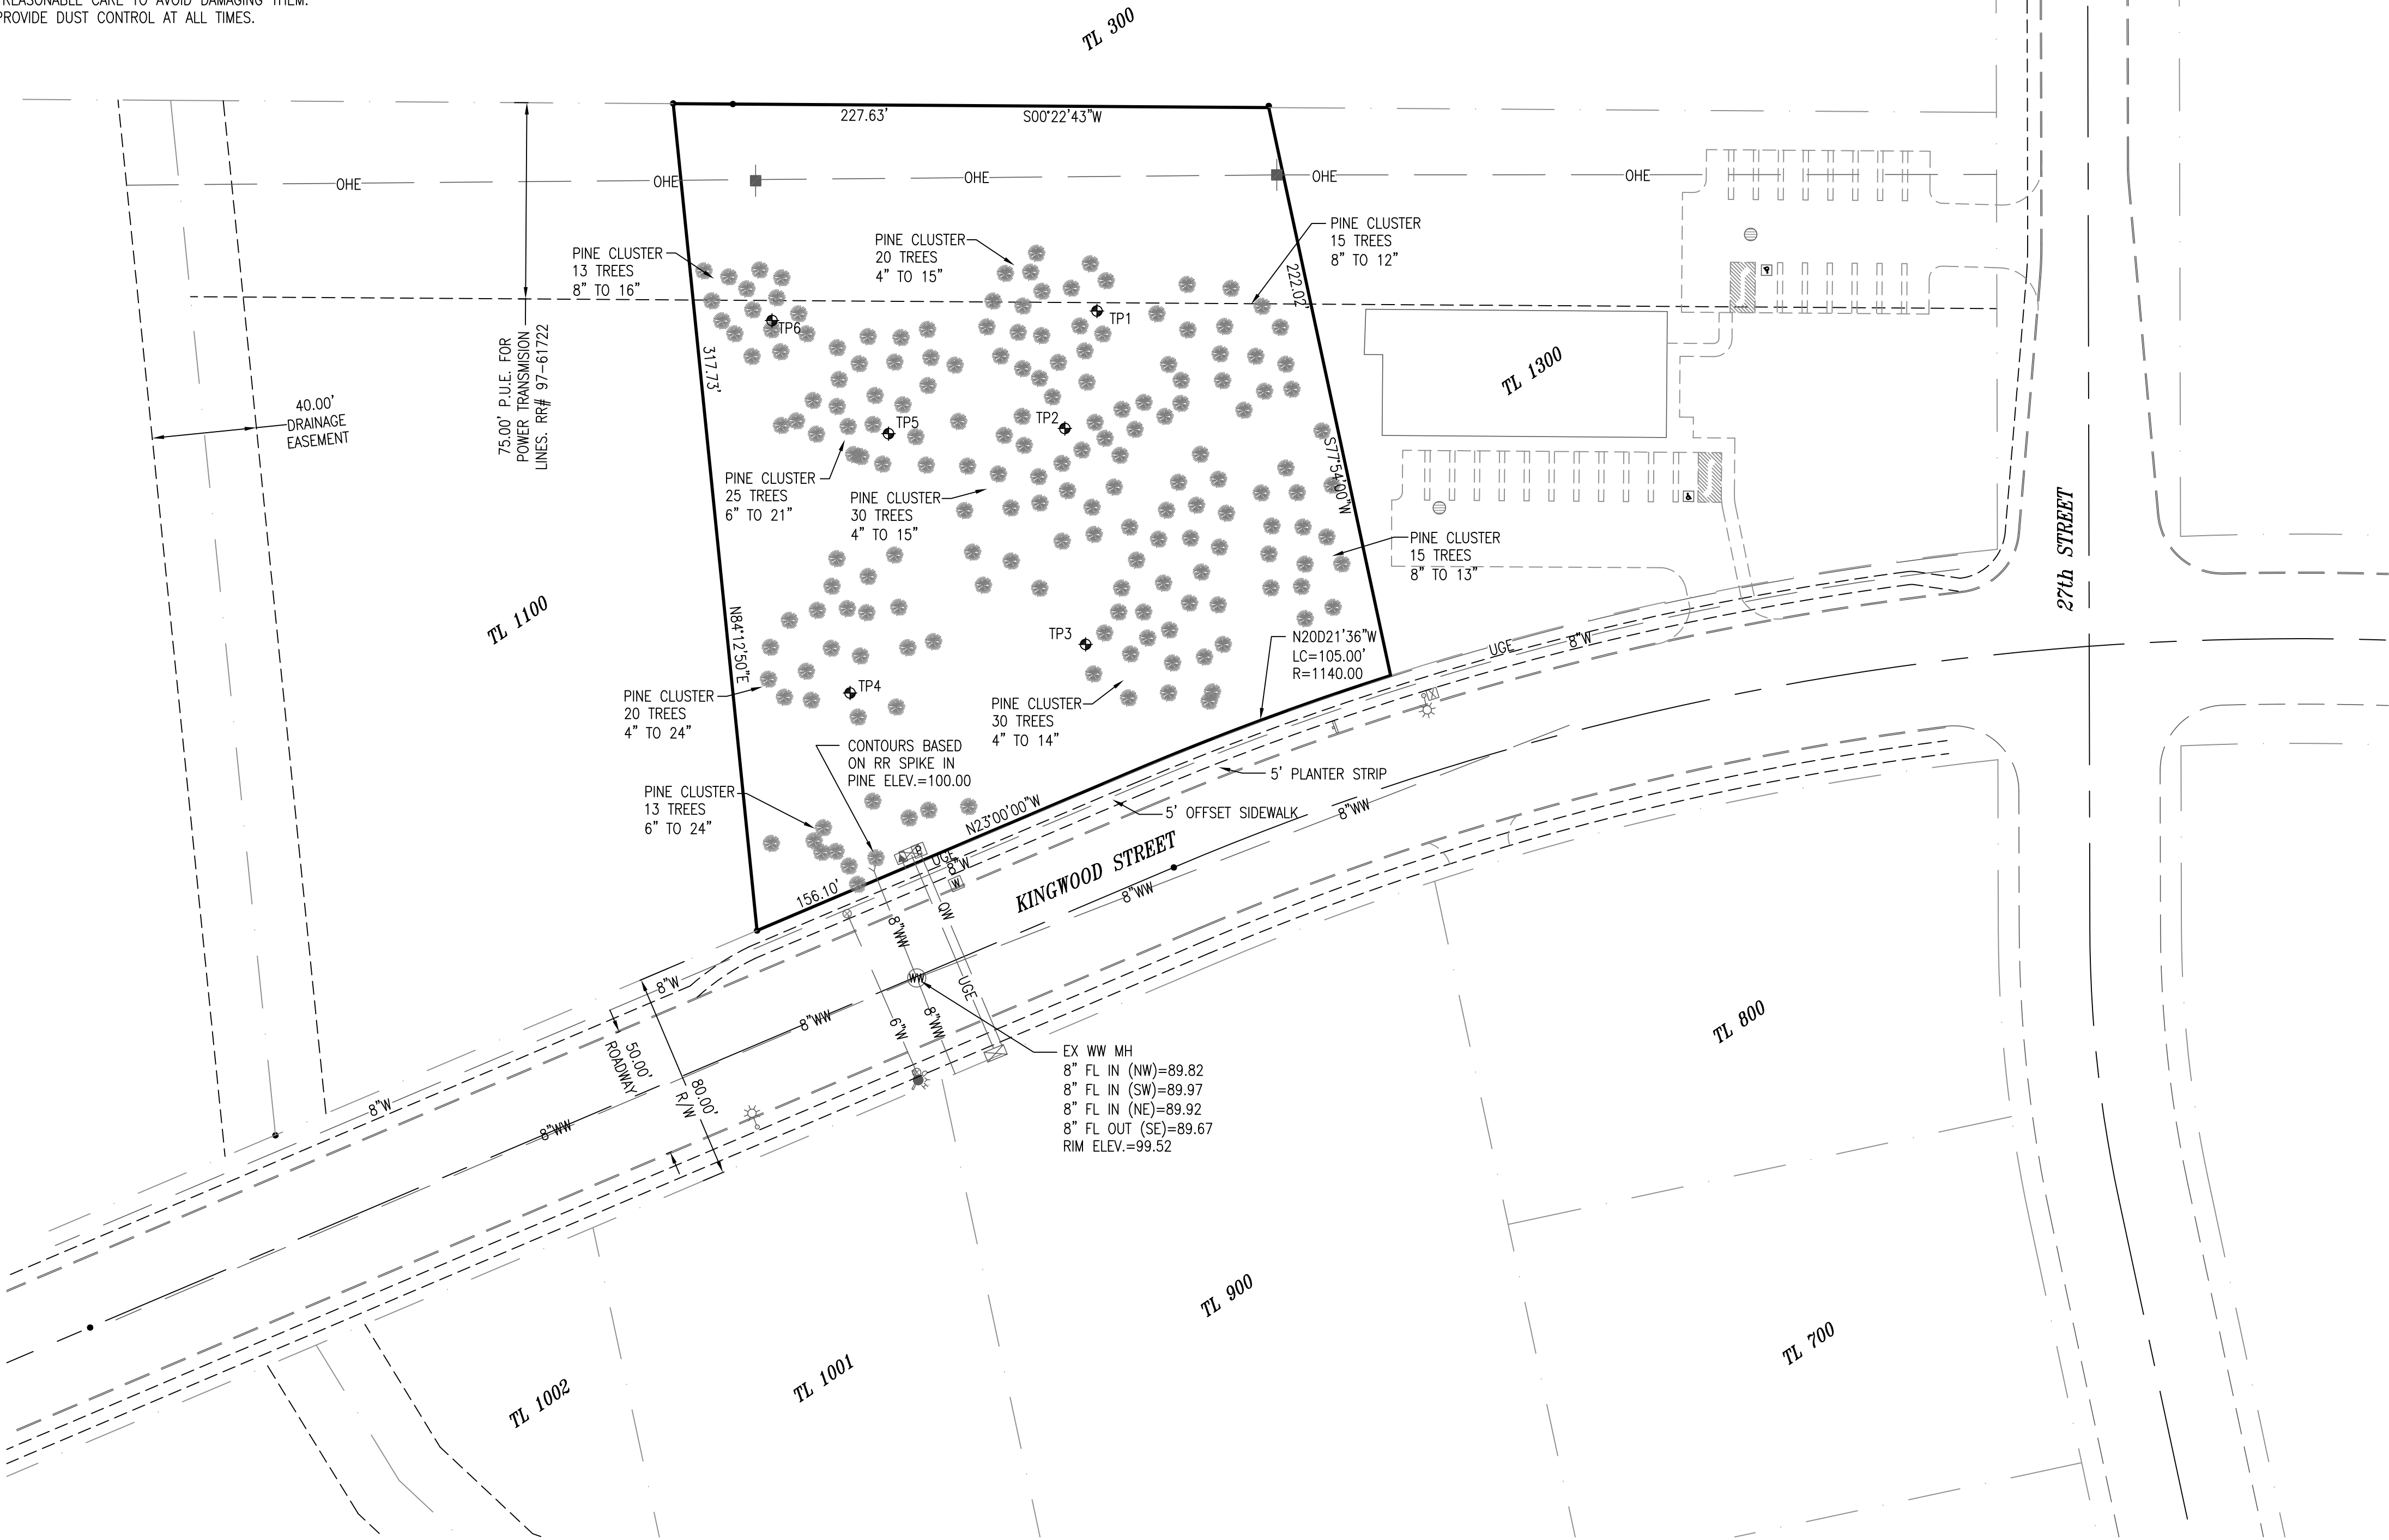 REASONABLE CARE TO AVOID DAMAGING THEM.
PROVIDE DUST CONTROL AT ALL TIMES.
TL 300
227.63'
S00°22'43"W
OHE
OHE
OHE
OHE
OHE
PINE CLUSTER
13 TREES
8" TO 16"
PINE CLUSTER
20 TREES
4" TO 15"
PINE CLUSTER
15 TREES
8" TO 12"
222.02'
TP6
TP1
75.00' P.U.E. FOR
POWER TRANSMISION
LINES. RR# 97-61722
317.73'
TL 1300
40.00'
DRAINAGE
EASEMENT
TP5
TP2
S77°54'00"W
PINE CLUSTER
25 TREES
6" TO 21"
PINE CLUSTER
30 TREES
4" TO 15"
27th STREET
PINE CLUSTER
15 TREES
8" TO 13"
TL 1100
N84°12'50"E
TP3
N20D21'36"W
LC=105.00'
R=1140.00
UGE
8"W
TP4
PINE CLUSTER
20 TREES
4" TO 24"
PINE CLUSTER
30 TREES
4" TO 14"
CONTOURS BASED
ON RR SPIKE IN
PINE ELEV.=100.00
5' PLANTER STRIP
PINE CLUSTER
13 TREES
6" TO 24"
N23°00'00"W
5' OFFSET SIDEWALK
8"WW
UGE
8"W
W
KINGWOOD STREET
8"WW
156.10'
QW
8"WW
WW
8"W
UGE
8"WW
6"W
8"WW
50.00'
ROADWAY
80.00'
R/W
TL 800
EX WW MH
8" FL IN (NW)=89.82
8" FL IN (SW)=89.97
8" FL IN (NE)=89.92
8" FL OUT (SE)=89.67
RIM ELEV.=99.52
8"W
8"WW
TL 900
TL 700
TL 1001
TL 1002